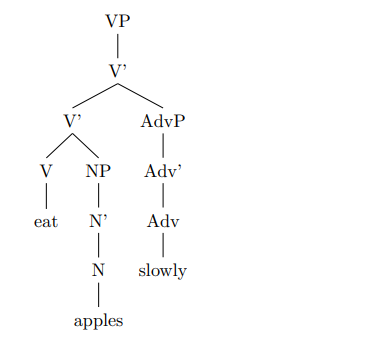 VP
V'
V' AdvP
V NP Adv'
eat N' Adv
N slowly
apples